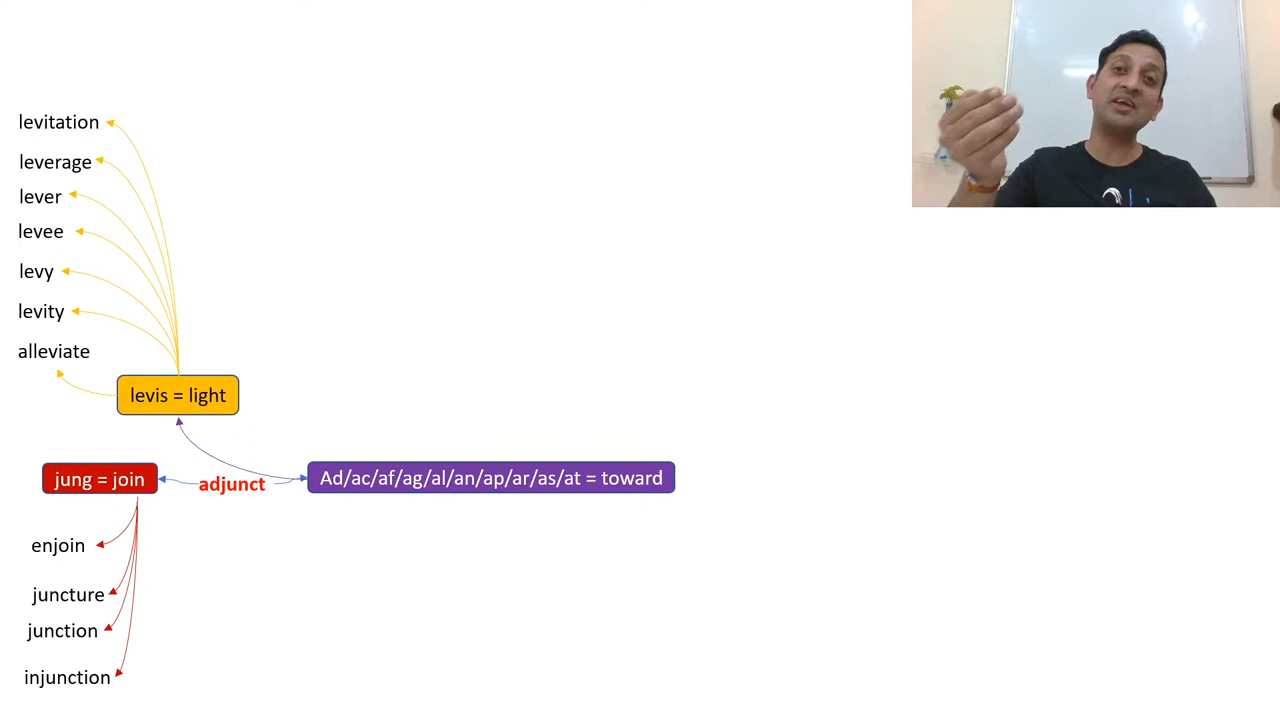 levitation
leverage
lever
levee
levy
levity
alleviate
levis = light
jung = join
adjunct
Ad/ac/af/ag/al/an/ap/ar/as/at = toward
enjoin
juncture
junction
injunction